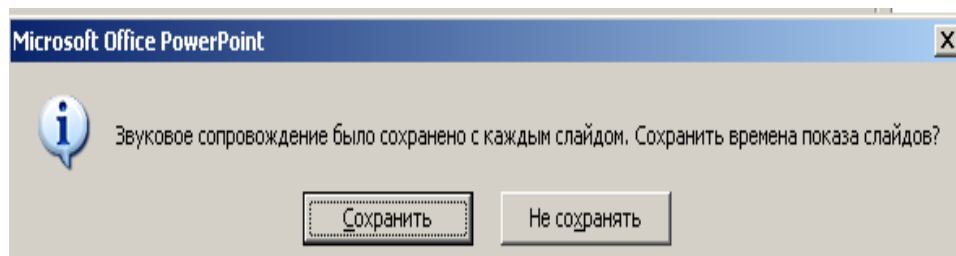 Microsoft Office PowerPoint
Звуковое сопровождение было сохранено с каждым слайдом. Сохранить времена показа слайдов?
Сохранить
Не сохранять